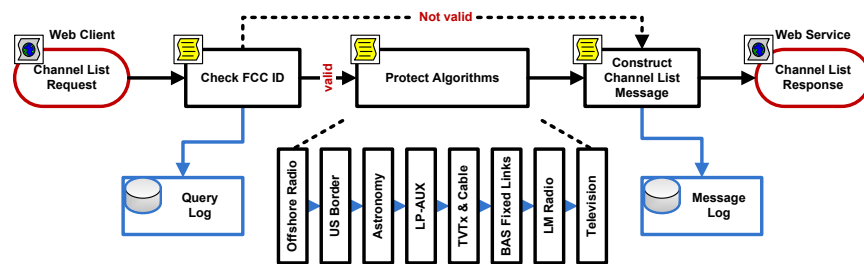 Not valid
Web Client
Web Service
Channel List
Request
Check FCC ID
valid
Protect Algorithms
Construct
Channel List
Message
Channel List
Response
Query
Log
Offshore Radio
US Border
Astronomy
LP-AUX
TVTx & Cable
BAS Fixed Links
LM Radio
Television
Message
Log